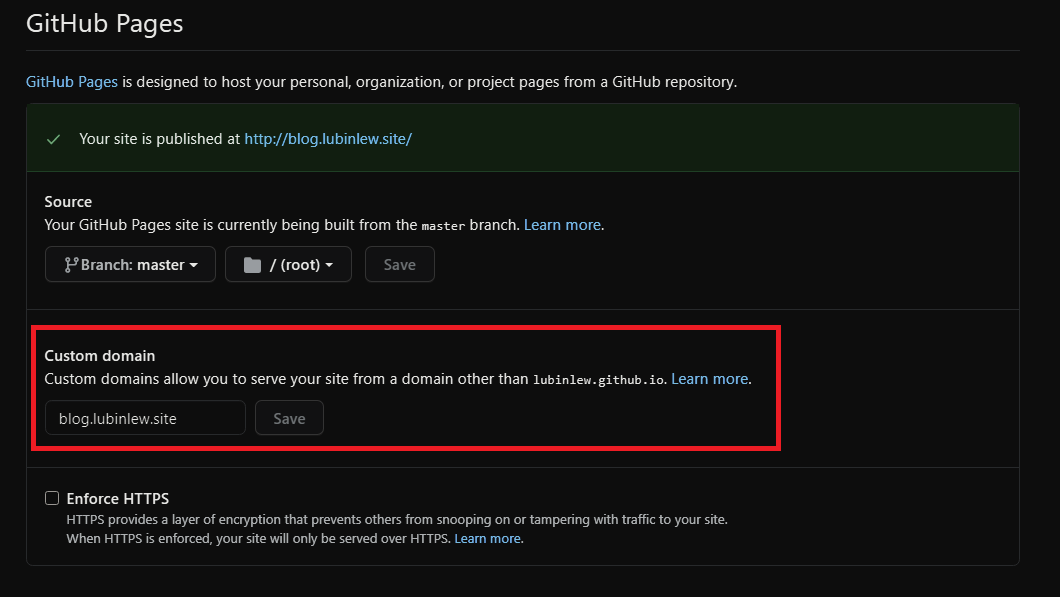 GitHub Pages
GitHub Pages is designed to host your personal, organization, or project pages from a GitHub repository.
Your site is published at http://blog.lubinlew.site/
Source
Your GitHub Pages site is currently being built from the master branch. Learn more.
Branch: master / (root) Save
Custom domain
Custom domains allow you to serve your site from a domain other than lubinlew.github.io. Learn more.
blog.lubinlew.site Save
Enforce HTTPS
HTTPS provides a layer of encryption that prevents others from snooping on or tampering with traffic to your site.
When HTTPS is enforced, your site will only be served over HTTPS. Learn more.